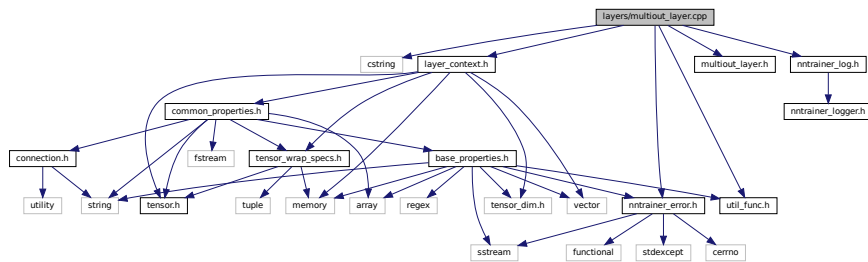 layers/multiout_layer.cpp
cstring
layer_context.h
multiout_layer.h
nntrainer_log.h
common_properties.h
nntrainer_logger.h
connection.h
fstream
tensor_wrap_specs.h
base_properties.h
utility
string
tensor.h
tuple
memory
array
regex
tensor_dim.h
vector
nntrainer_error.h
util_func.h
sstream
functional
stdexcept
cerrno